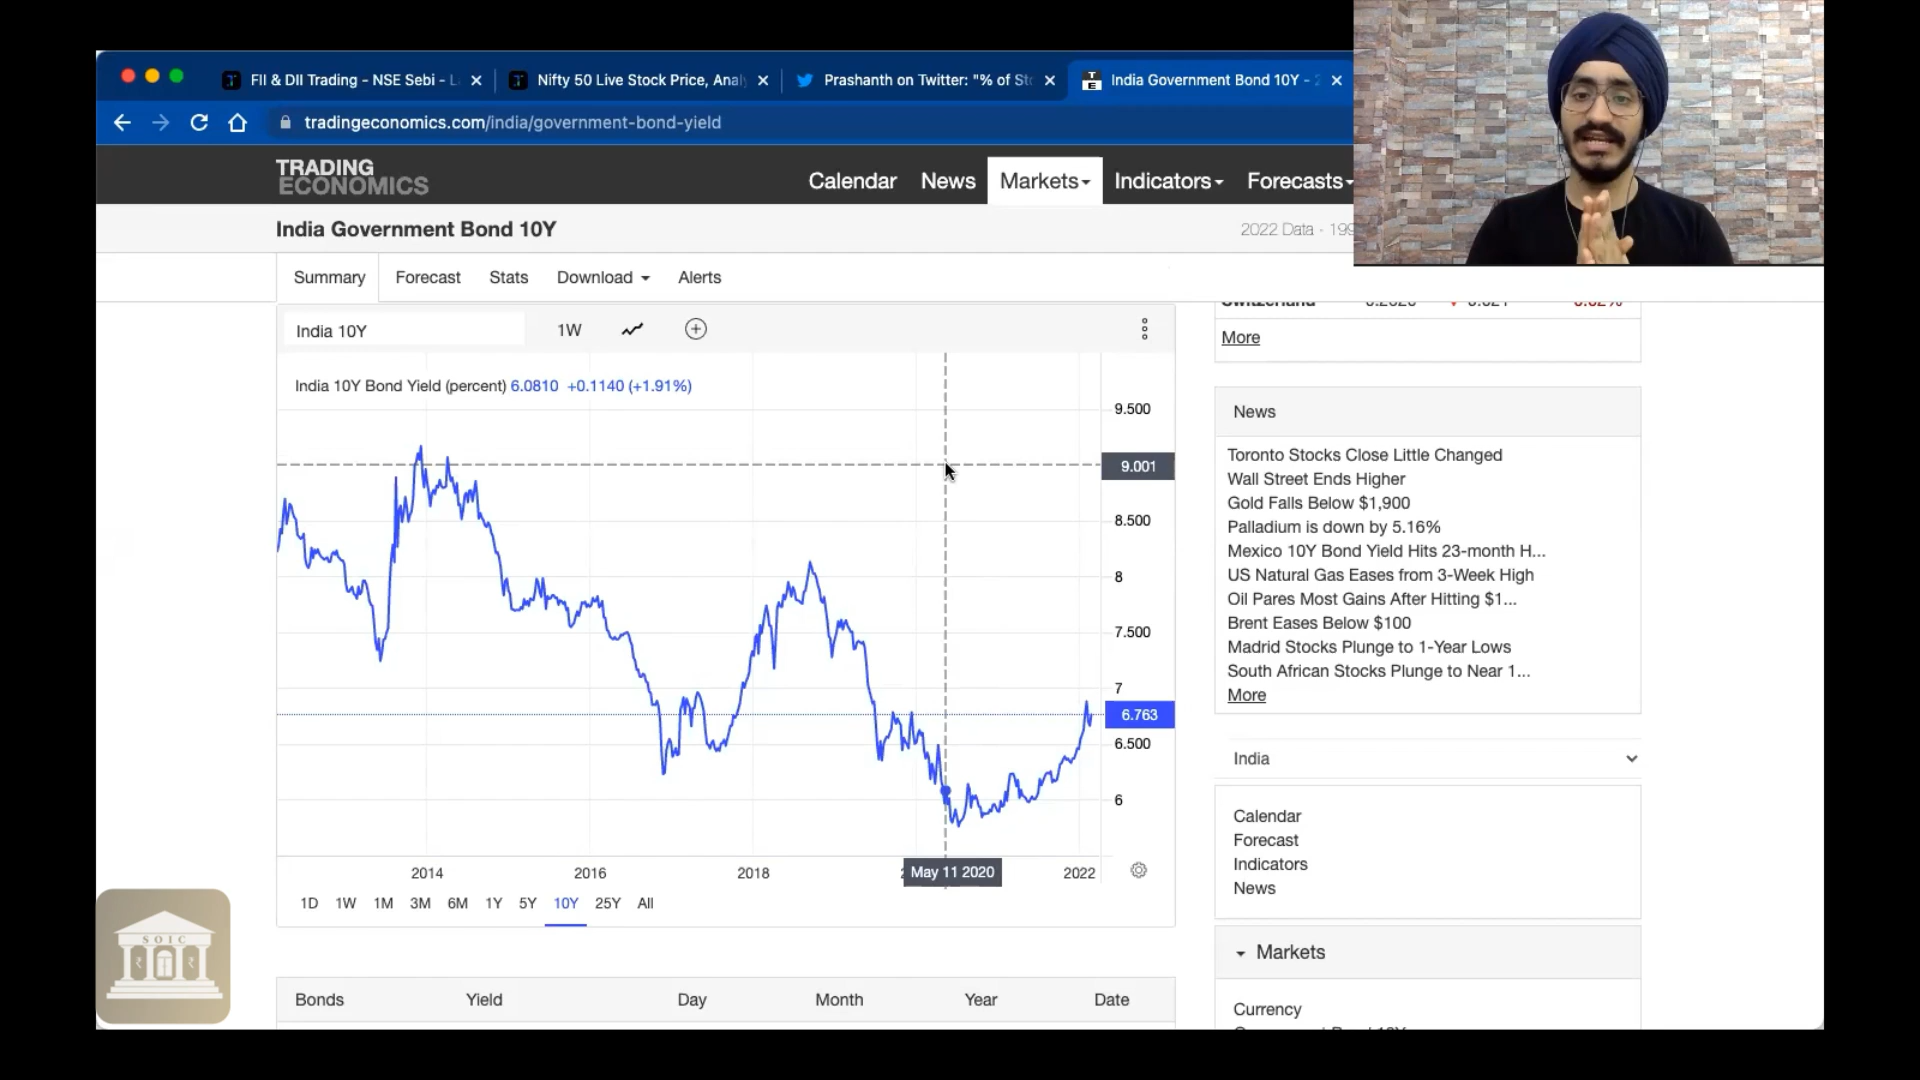 FII & DII Trading - NSE Sebi - L
Nifty 50 Live Stock Price, Anal
Prashanth on Twitter: "% of Sto
India Government Bond 10Y - 2
tradingeconomics.com/india/government-bond-yield
TRADING
ECONOMICS
Calendar
News
Markets
Indicators
Forecasts
India Government Bond 10Y
2022 Data - 199
Summary
Forecast
Stats
Download
Alerts
India 10Y
1W
India 10Y Bond Yield (percent) 6.0810 +0.1140 (+1.91%)
9.500
9.001
8.500
8
7.500
7
6.763
6.500
6
2014
2016
2018
May 11 2020
2022
1D
1W
1M
3M
6M
1Y
5Y
10Y
25Y
All
Bonds
Yield
Day
Month
Year
Date
More
News
Toronto Stocks Close Little Changed
Wall Street Ends Higher
Gold Falls Below $1,900
Palladium is down by 5.16%
Mexico 10Y Bond Yield Hits 23-month H...
US Natural Gas Eases from 3-Week High
Oil Pares Most Gains After Hitting $1...
Brent Eases Below $100
Madrid Stocks Plunge to 1-Year Lows
South African Stocks Plunge to Near 1...
More
India
Calendar
Forecast
Indicators
News
Markets
Currency
SOIC